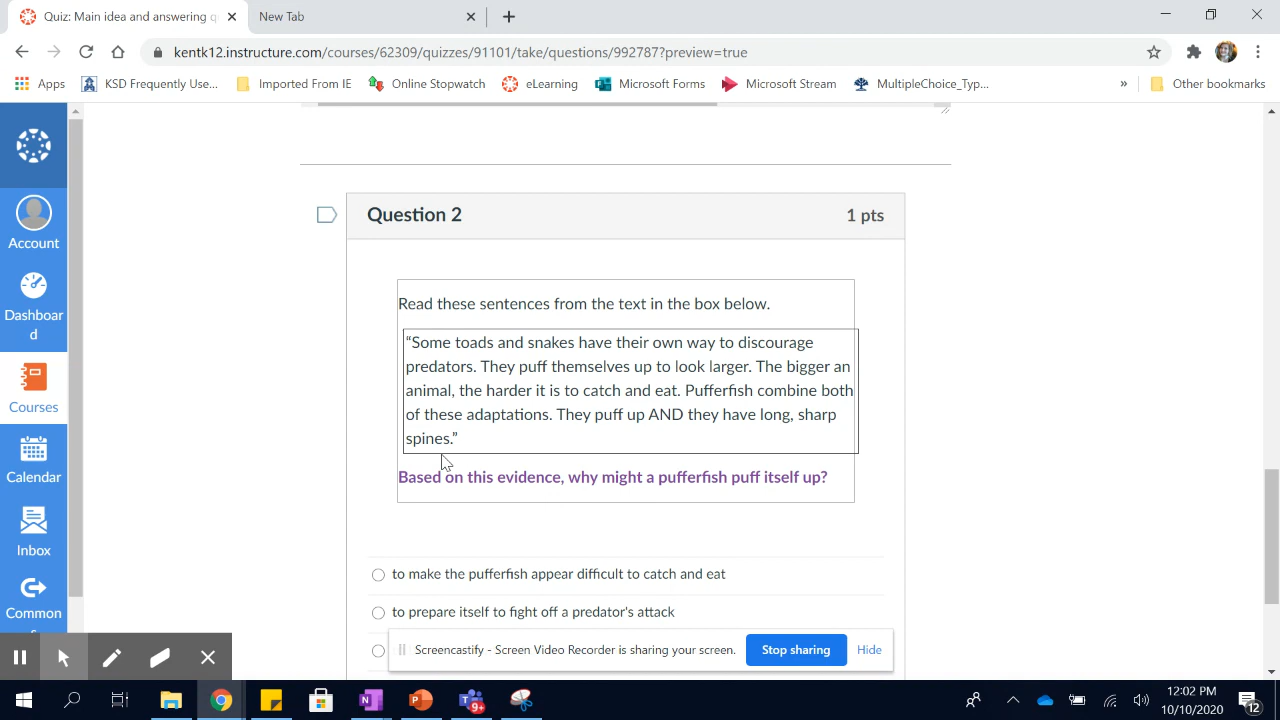 Quiz: Main idea and answering q
New Tab
kentk12.instructure.com/courses/62309/quizzes/91101/take/questions/992787?preview=true
Apps
KSD Frequently Use...
Imported From IE
Online Stopwatch
eLearning
Microsoft Forms
Microsoft Stream
MultipleChoice_Typ...
»
Other bookmarks
Account
Dashboar
d
Courses
Calendar
Inbox
Common
Question 2
1 pts
Read these sentences from the text in the box below.
“Some toads and snakes have their own way to discourage
predators. They puff themselves up to look larger. The bigger an
animal, the harder it is to catch and eat. Pufferfish combine both
of these adaptations. They puff up AND they have long, sharp
spines.”
Based on this evidence, why might a pufferfish puff itself up?
to make the pufferfish appear difficult to catch and eat
to prepare itself to fight off a predator's attack
Screencastify - Screen Video Recorder is sharing your screen.
Stop sharing
Hide
12:02 PM
10/10/2020
12